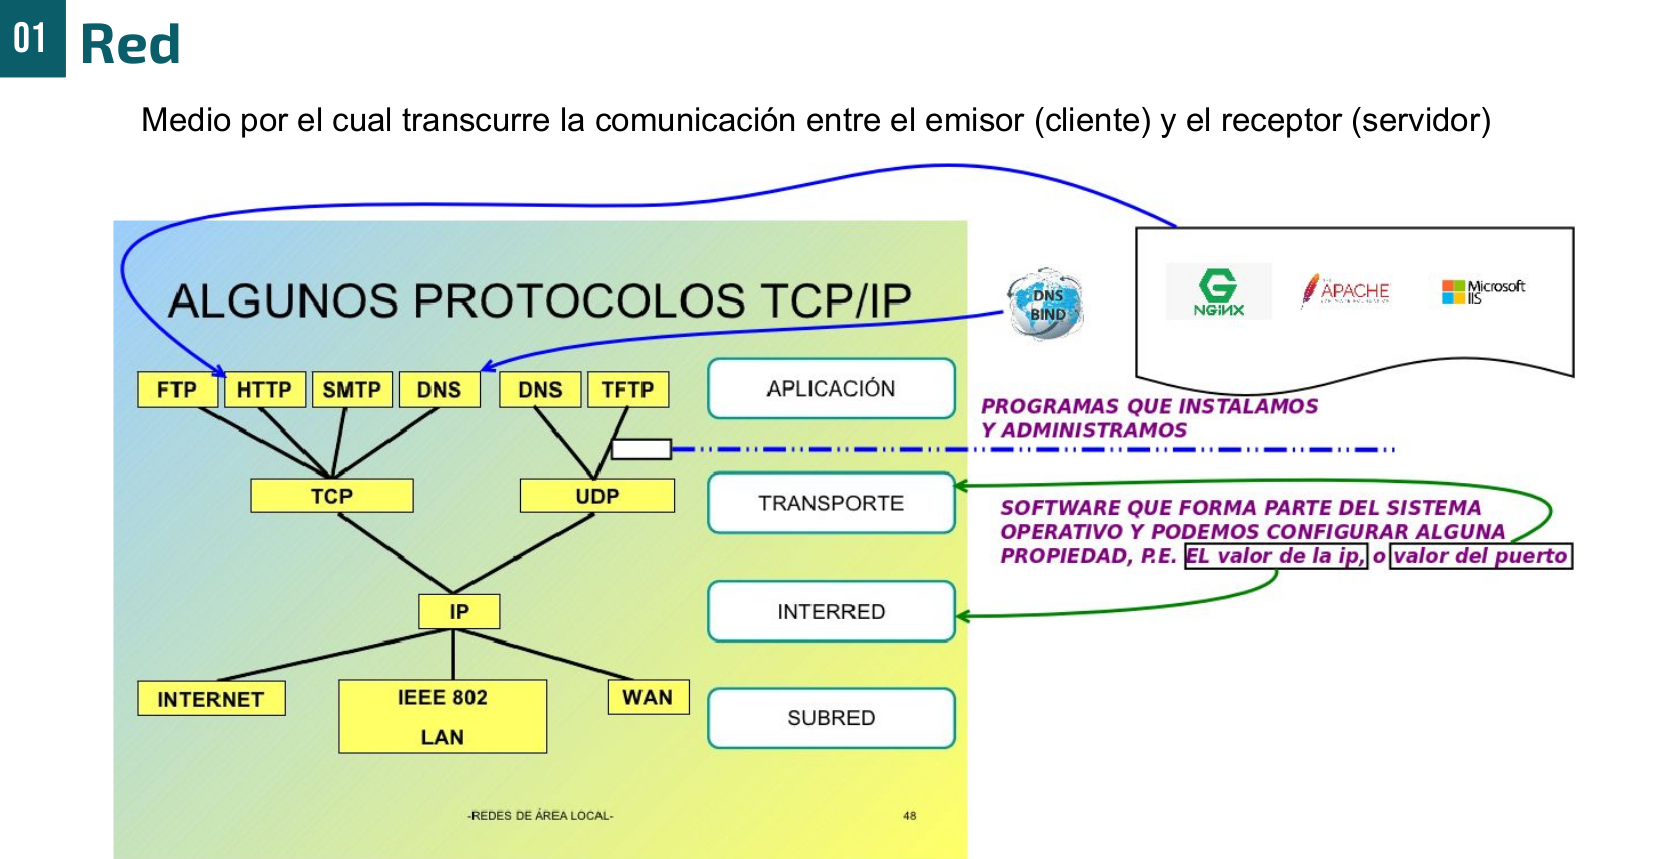 01
Red
Medio por el cual transcurre la comunicación entre el emisor (cliente) y el receptor (servidor)
ALGUNOS PROTOCOLOS TCP/IP
DNS
BIND
NGiNX
APACHE
Microsoft
IIS
FTP
HTTP
SMTP
DNS
DNS
TFTP
APLICACIÓN
PROGRAMAS QUE INSTALAMOS
Y ADMINISTRAMOS
TCP
UDP
TRANSPORTE
SOFTWARE QUE FORMA PARTE DEL SISTEMA
OPERATIVO Y PODEMOS CONFIGURAR ALGUNA
PROPIEDAD, P.E. EL valor de la ip, o valor del puerto
IP
INTERRED
INTERNET
IEEE 802
LAN
WAN
SUBRED
-REDES DE ÁREA LOCAL-
48